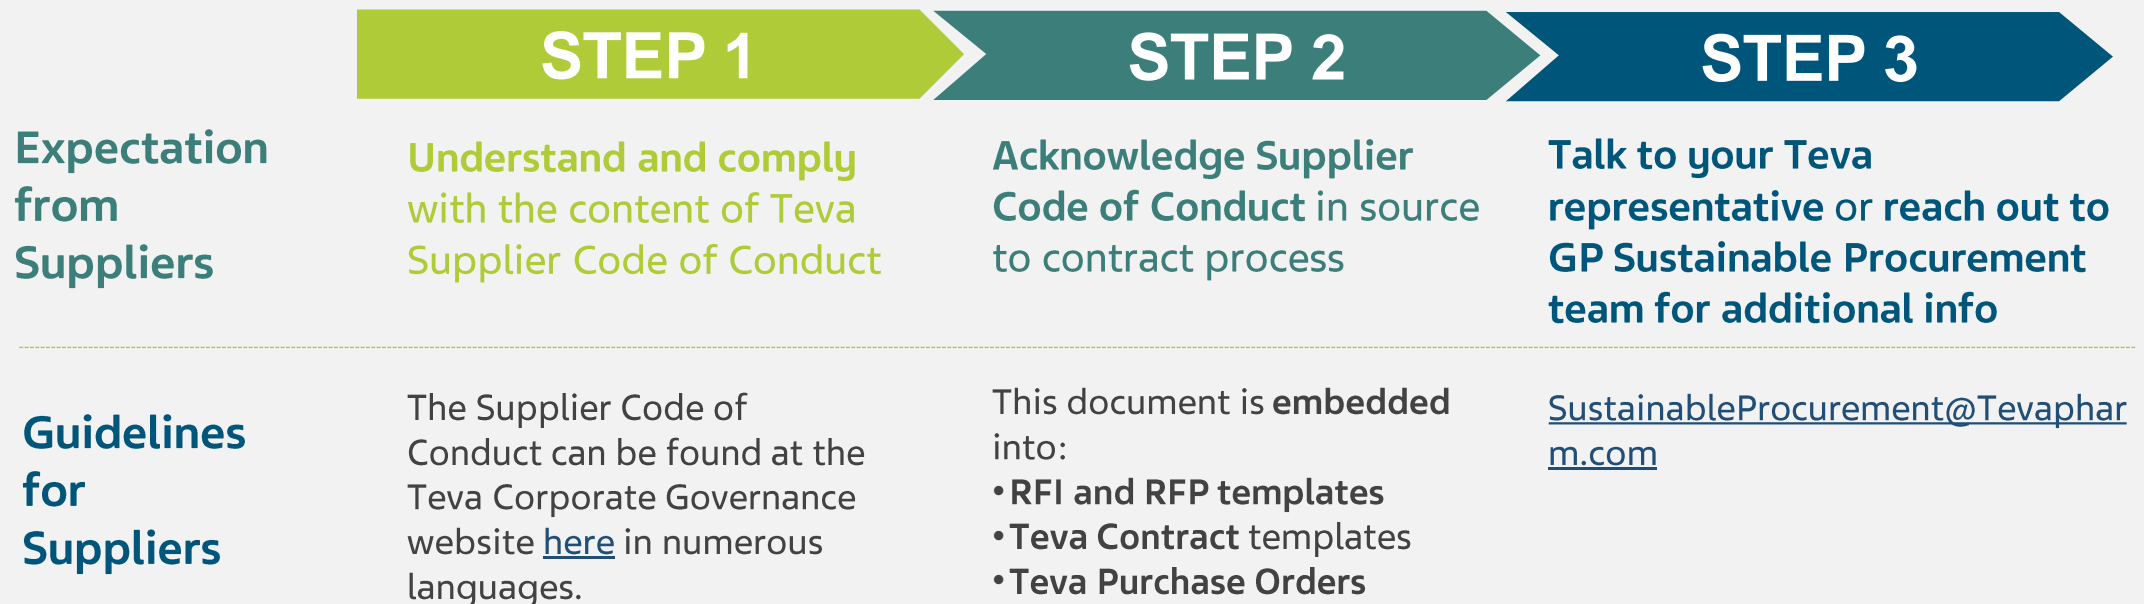 STEP 1
STEP 2
STEP 3
Expectation
from
Suppliers
Understand and comply
with the content of Teva
Supplier Code of Conduct
Acknowledge Supplier
Code of Conduct in source
to contract process
Talk to your Teva
representative or reach out to
GP Sustainable Procurement
team for additional info
Guidelines
for
Suppliers
The Supplier Code of
Conduct can be found at the
Teva Corporate Governance
website here in numerous
languages.
This document is embedded
into:
•RFI and RFP templates
•Teva Contract templates
•Teva Purchase Orders
SustainableProcurement@Tevaphar
m.com